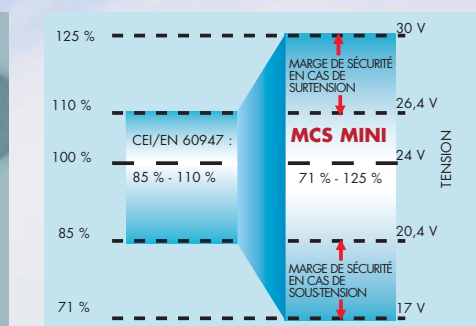 125 %
30 V
MARGE DE SÉCURITÉ
EN CAS DE
SURTENSION
110 %
26,4 V
CEI/EN 60947 :
MCS MINI
100 %
24 V
85 % - 110 %
71 % - 125 %
TENSION
85 %
20,4 V
MARGE DE SÉCURITÉ
EN CAS DE
SOUS-TENSION
71 %
17 V